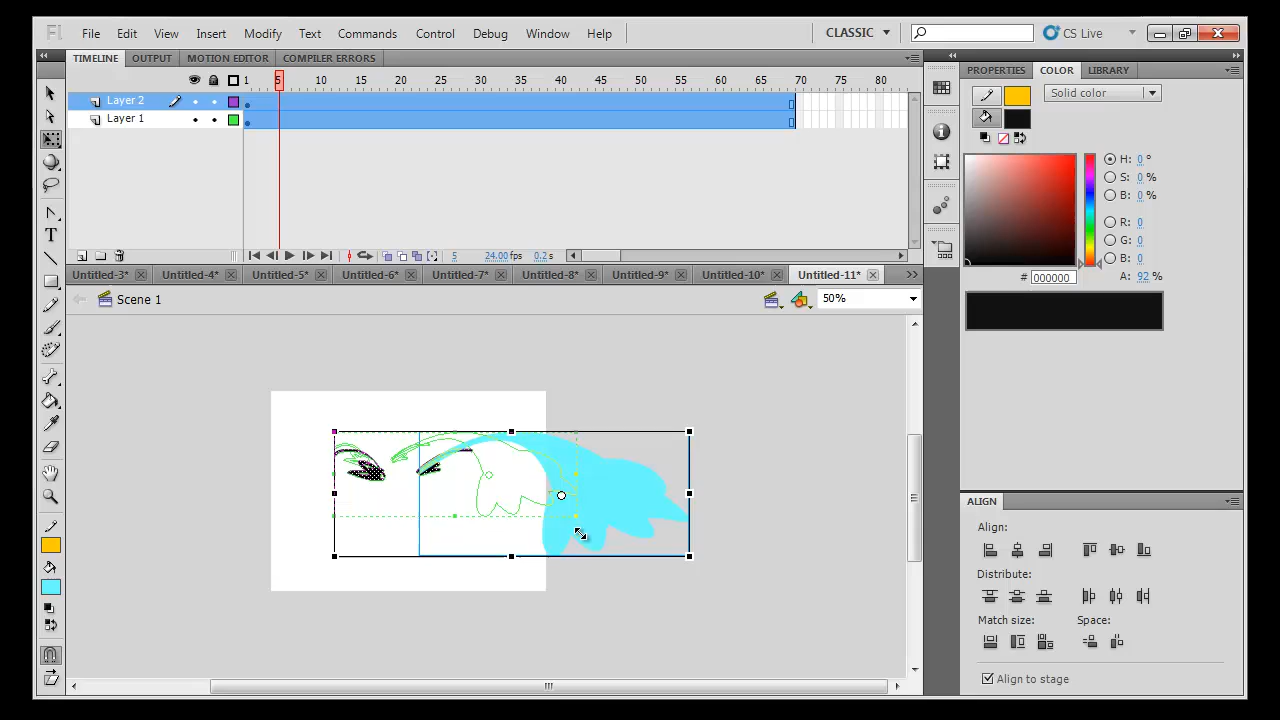 Fl File Edit View Insert Modify Text Commands Control Debug Window Help CLASSIC CS Live
TIMELINE OUTPUT MOTION EDITOR COMPILER ERRORS
PROPERTIES COLOR LIBRARY
1 5 10 15 20 25 30 35 40 45 50 55 60 65 70 75 80
Solid color
Layer 2
Layer 1
H: 0 °
S: 0 %
B: 0 %
R: 0
G: 0
B: 0
A: 92 %
# 000000
5 24.00fps 0.2s
Untitled-3* Untitled-4* Untitled-5* Untitled-6* Untitled-7* Untitled-8* Untitled-9* Untitled-10* Untitled-11*
Scene 1 50%
ALIGN
Align:
Distribute:
Match size: Space:
Align to stage